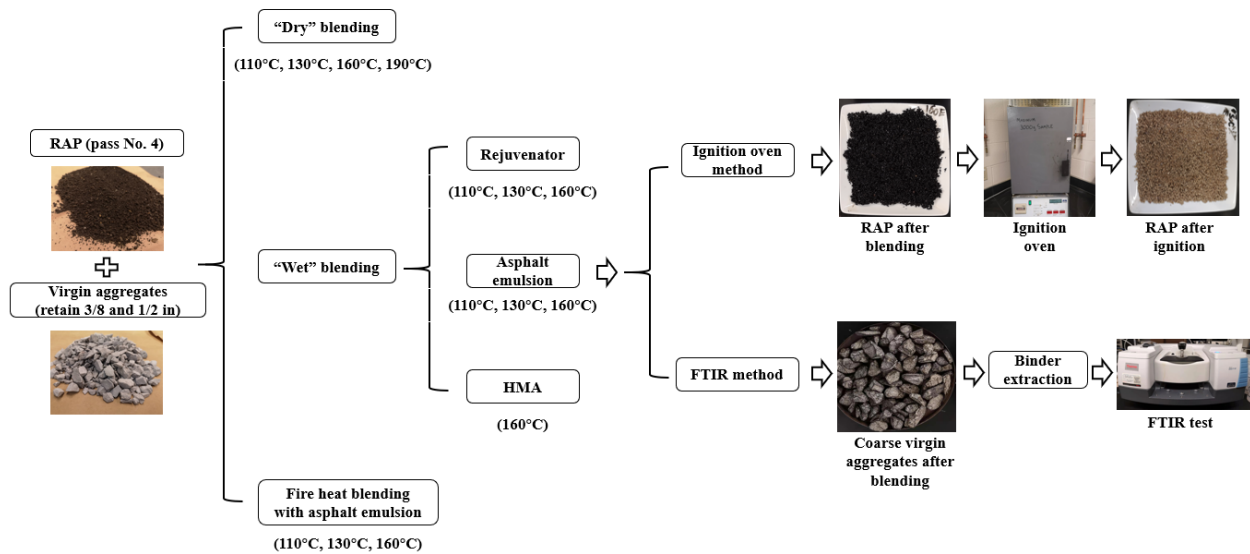 “Dry” blending
(110°C, 130°C, 160°C, 190°C)
RAP (pass No. 4)
Virgin aggregates
(retain 3/8 and 1/2 in)
“Wet” blending
Fire heat blending
with asphalt emulsion
(110°C, 130°C, 160°C)
Rejuvenator
(110°C, 130°C, 160°C)
Asphalt
emulsion
(110°C, 130°C, 160°C)
HMA
(160°C)
Ignition oven
method
RAP after
blending
Ignition
oven
RAP after
ignition
FTIR method
Coarse virgin
aggregates after
blending
Binder
extraction
FTIR test